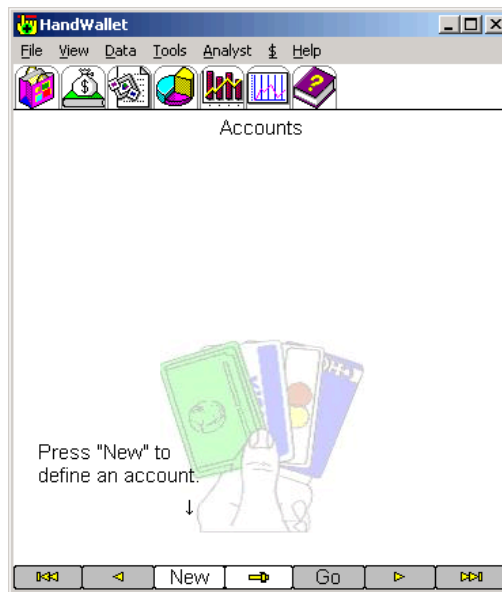 HandWallet
File View Data Tools Analyst $ Help
Accounts
Press "New" to
define an account.
New Go